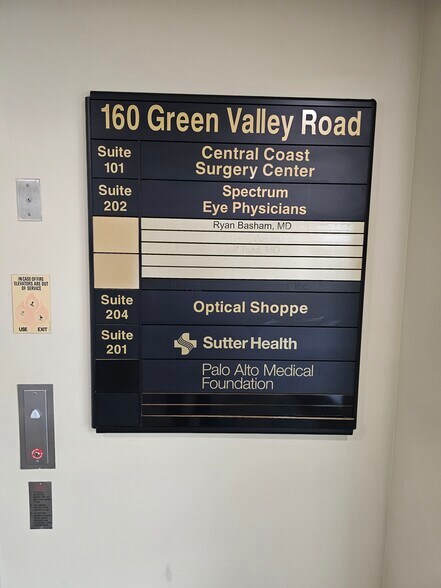 160 Green Valley Road
Suite
101
Central Coast
Surgery Center
Suite
202
Spectrum
Eye Physicians
Ryan Basham, MD
Suite
204
Optical Shoppe
Suite
201
Sutter Health
Palo Alto Medical
Foundation
IN CASE OF FIRE
ELEVATORS ARE OUT
OF SERVICE
USE EXIT